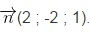 n⃗(2 ; -2 ; 1).